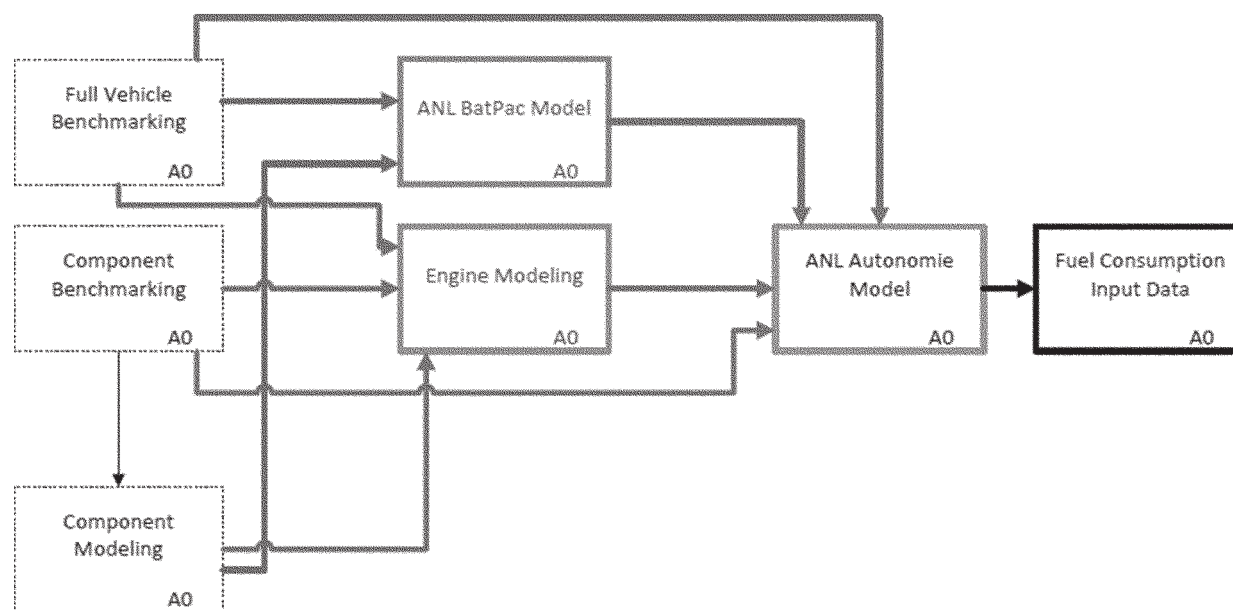 Full Vehicle
Benchmarking
A0
ANL BatPac Model
A0
Component
Benchmarking
A0
Engine Modeling
A0
ANL Autonomie
Model
A0
Fuel Consumption
Input Data
A0
Component
Modeling
A0